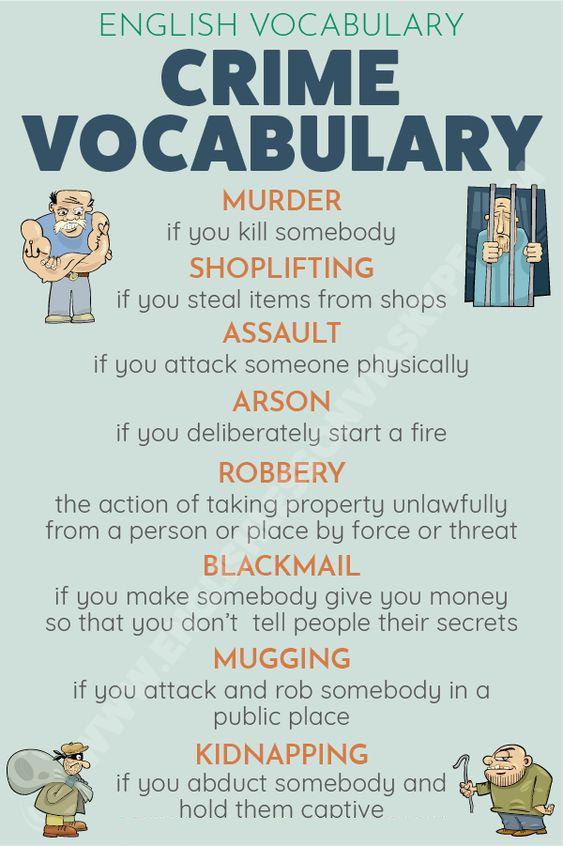 ENGLISH VOCABULARY
CRIME
VOCABULARY
MURDER
if you kill somebody
SHOPLIFTING
if you steal items from shops
ASSAULT
if you attack someone physically
ARSON
if you deliberately start a fire
ROBBERY
the action of taking property unlawfully
from a person or place by force or threat
BLACKMAIL
if you make somebody give you money
so that you don't  tell people their secrets
MUGGING
if you attack and rob somebody in a
public place
KIDNAPPING
if you abduct somebody and
hold them captive